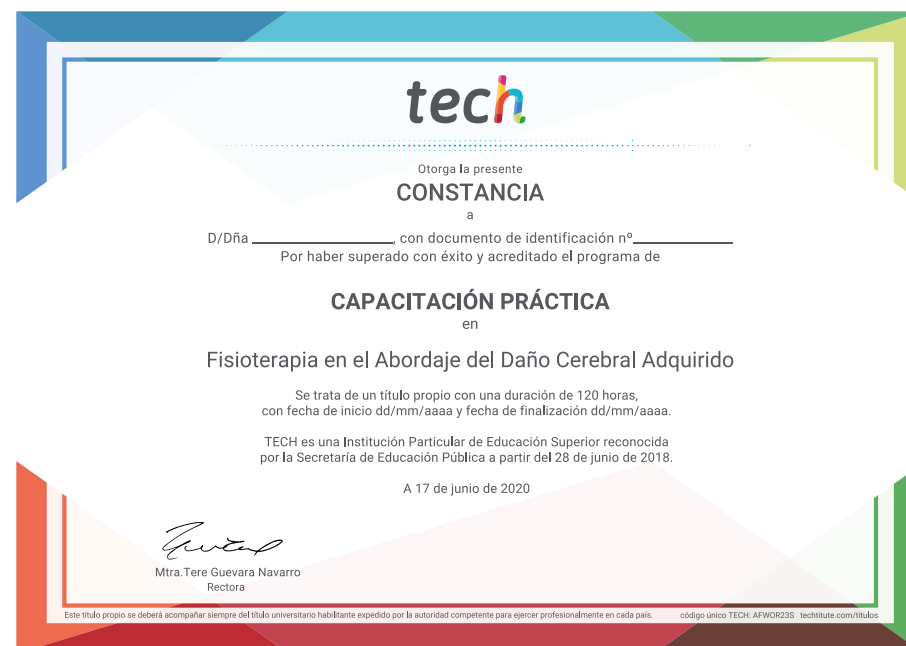 tech
Otorga la presente
CONSTANCIA
a
D/Dña ____________________, con documento de identificación nº______________
Por haber superado con éxito y acreditado el programa de
CAPACITACIÓN PRÁCTICA
en
Fisioterapia en el Abordaje del Daño Cerebral Adquirido
Se trata de un título propio con una duración de 120 horas,
con fecha de inicio dd/mm/aaaa y fecha de finalización dd/mm/aaaa.
TECH es una Institución Particular de Educación Superior reconocida
por la Secretaría de Educación Pública a partir del 28 de junio de 2018.
A 17 de junio de 2020
Mtra.Tere Guevara Navarro
Rectora
Este título propio se deberá acompañar siempre del título universitario habilitante expedido por la autoridad competente para ejercer profesionalmente en cada país. código único TECH: AFWOR23S techtitute.com/titulos